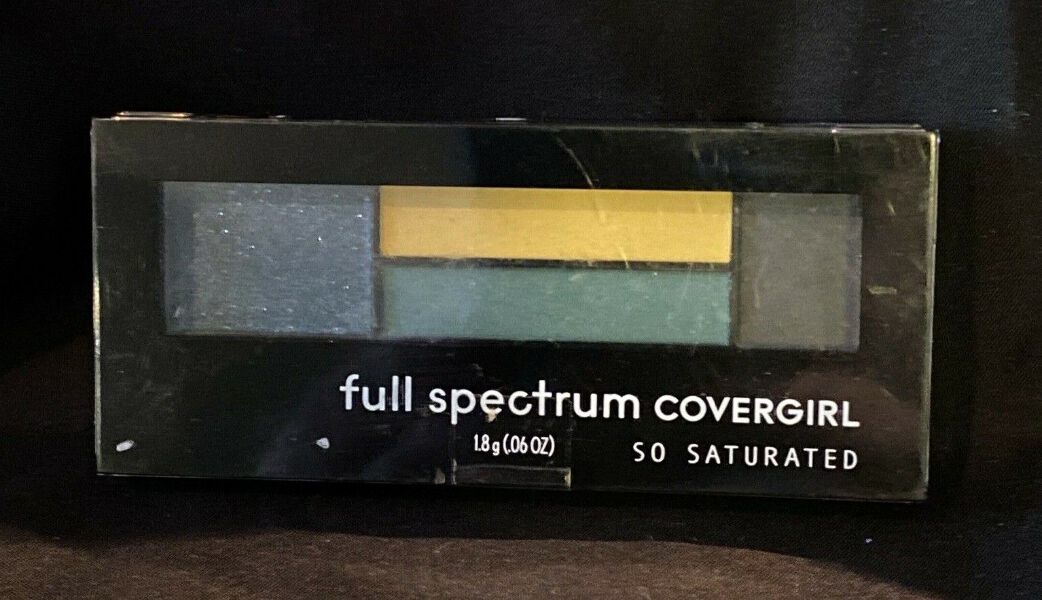 full spectrum COVERGIRL
1.8 g (.06 OZ)
SO SATURATED